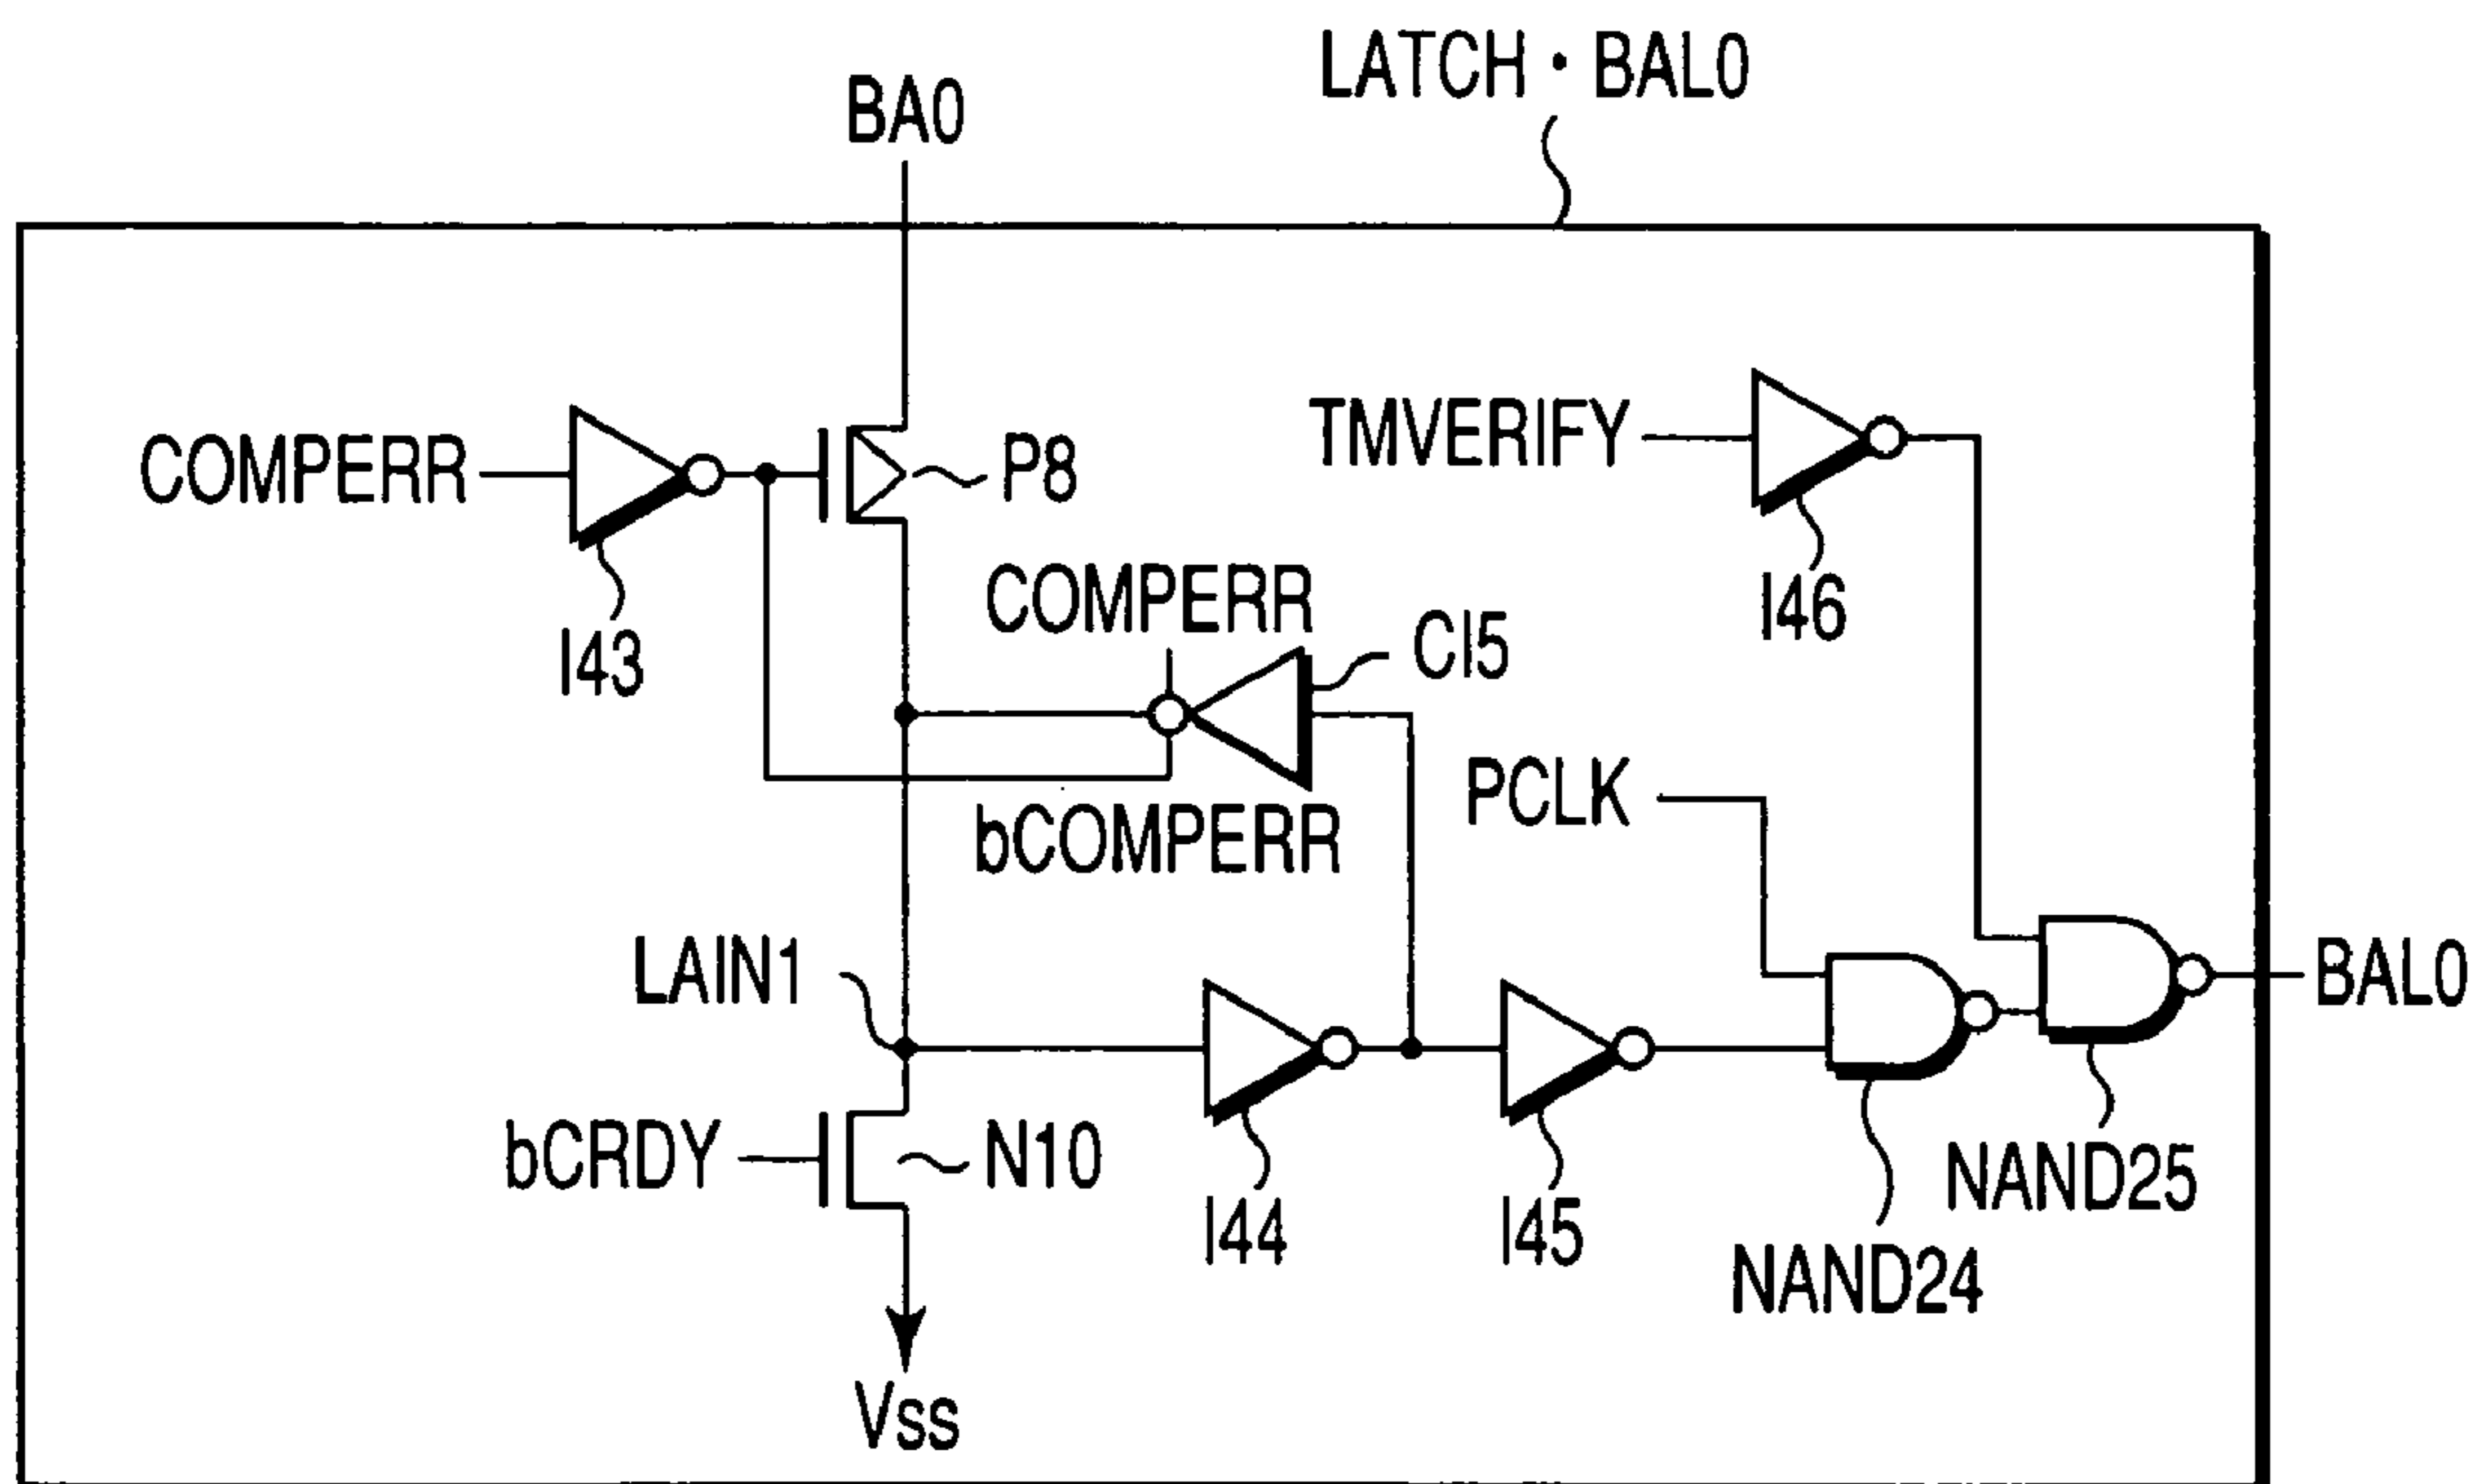 LATCH · BAL0
BA0
COMPERR
P8
TMVERIFY
I43
COMPERR
CI5
I46
bCOMPERR
PCLK
LAIN1
BAL0
bCRDY
N10
I44
I45
NAND25
NAND24
Vss